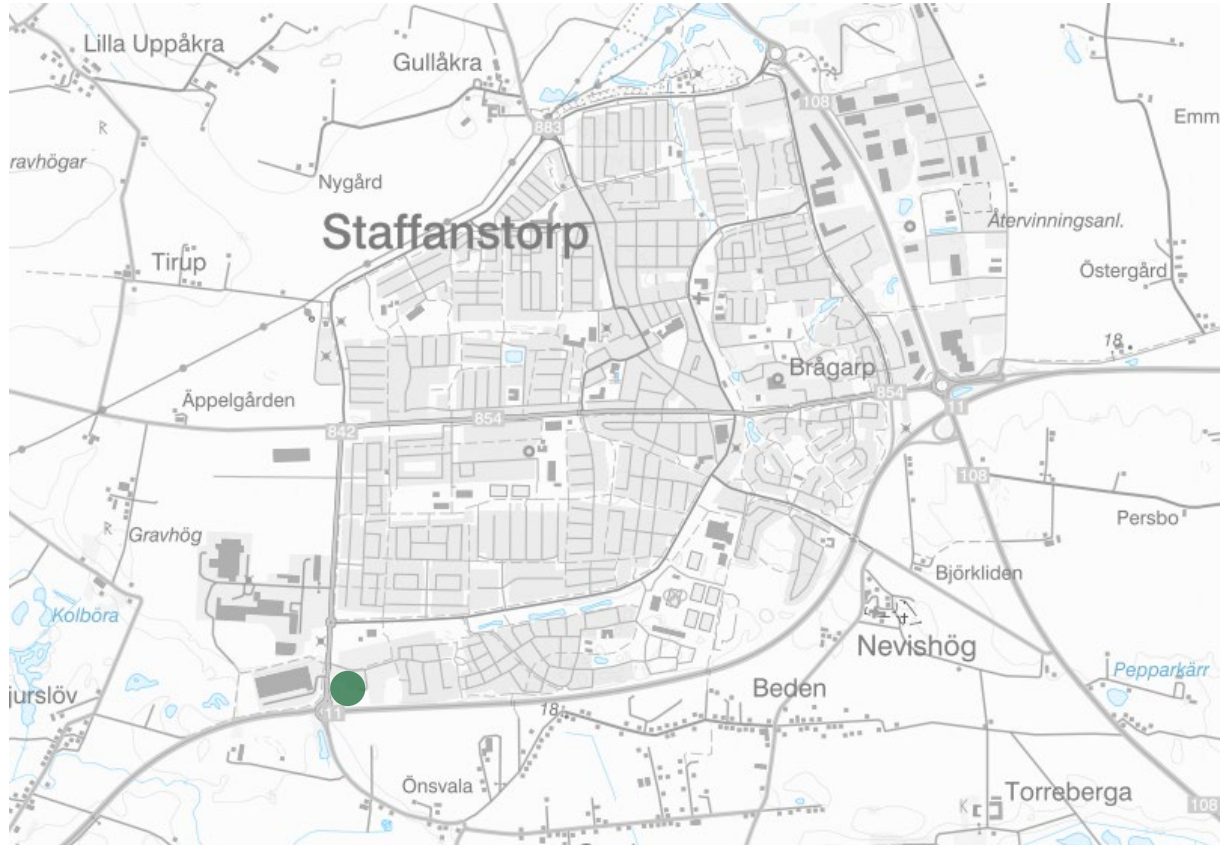 Lilla Uppåkra
Gullåkra
108
Emm
883
ravhögar
Nygård
Staffanstorp
Återvinningsanl.
Tirup
Östergård
18
Brågarp
854
Äppelgården
854
11
842
108
Persbo
Gravhög
Björkliden
Kolböra
Nevishög
Pepparkärr
jurslöv
Beden
11
18
Önsvala
Torreberga
108